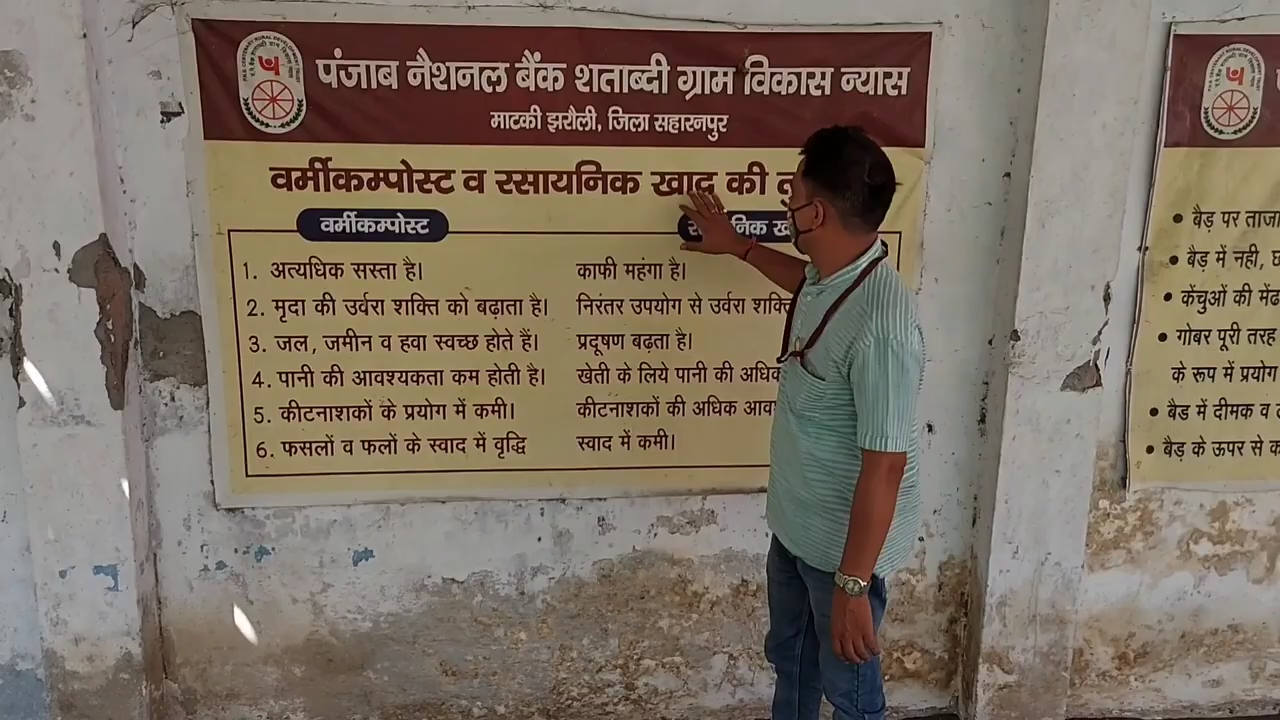 पंजाब नैशनल बैंक शताब्दी ग्राम विकास न्यास
माटकी झरौली, जिला सहारनपुर
वर्मीकम्पोस्ट व रसायनिक खाद की
वर्मीकम्पोस्ट
1. अत्यधिक सस्ता है।
काफी महंगा है।
2. मृदा की उर्वरा शक्ति को बढ़ाता है।
निरंतर उपयोग से उर्वरा शक्ति
3. जल, जमीन व हवा स्वच्छ होते हैं।
प्रदूषण बढ़ता है।
4. पानी की आवश्यकता कम होती है।
खेती के लिये पानी की अधिक
5. कीटनाशकों के प्रयोग में कमी।
कीटनाशकों की अधिक
6. फसलों व फलों के स्वाद में वृद्धि
स्वाद में कमी।
• बैड़ पर ताजा
• बैड़ में नही,
• केंचुओं की
• गोबर पूरी तरह
के रूप में प्रयोग
• बैड में दीमक व
• बैड़ के ऊपर से